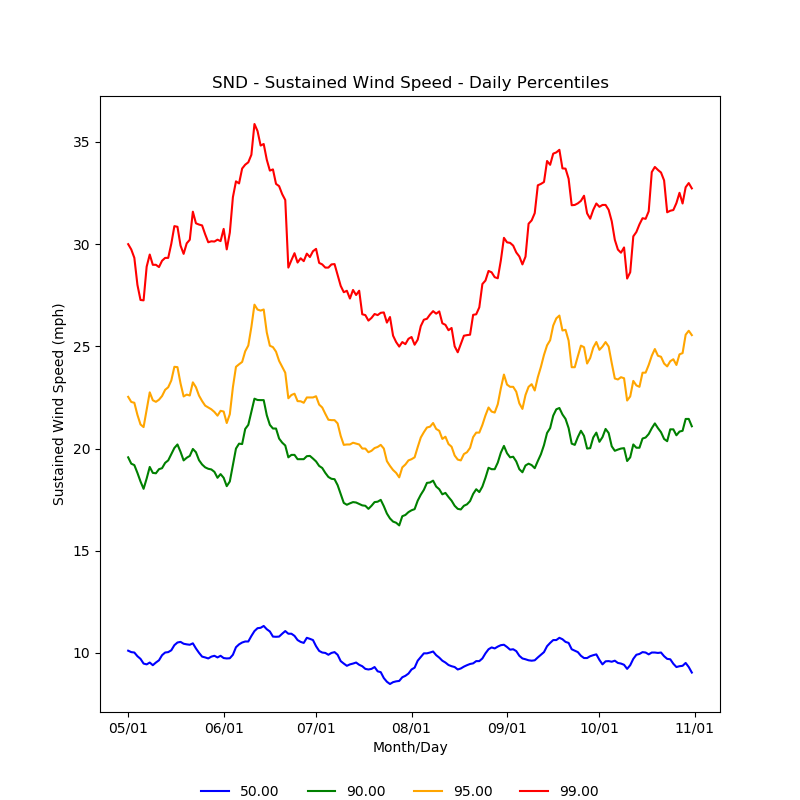 SND - Sustained Wind Speed - Daily Percentiles
35
30
25
20
15
10
Sustained Wind Speed (mph)
05/01 06/01 07/01 08/01 09/01 10/01 11/01
Month/Day
50.00 90.00 95.00 99.00